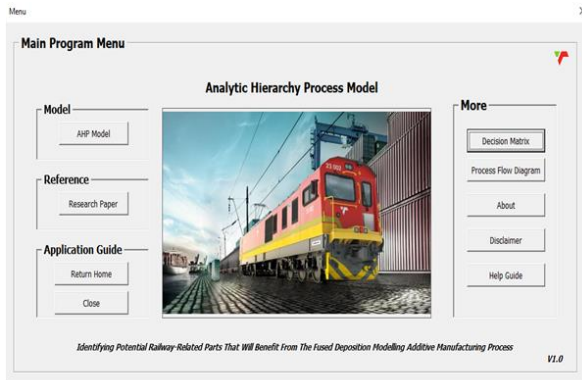 Menu
Main Program Menu
Analytic Hierarchy Process Model
Model
AHP Model
Reference
Research Paper
Application Guide
Return Home
Close
More
Decision Matrix
Process Flow Diagram
About
Disclaimer
Help Guide
Identifying Potential Railway-Related Parts That Will Benefit From The Fused Deposition Modelling Additive Manufacturing Process
V1.0